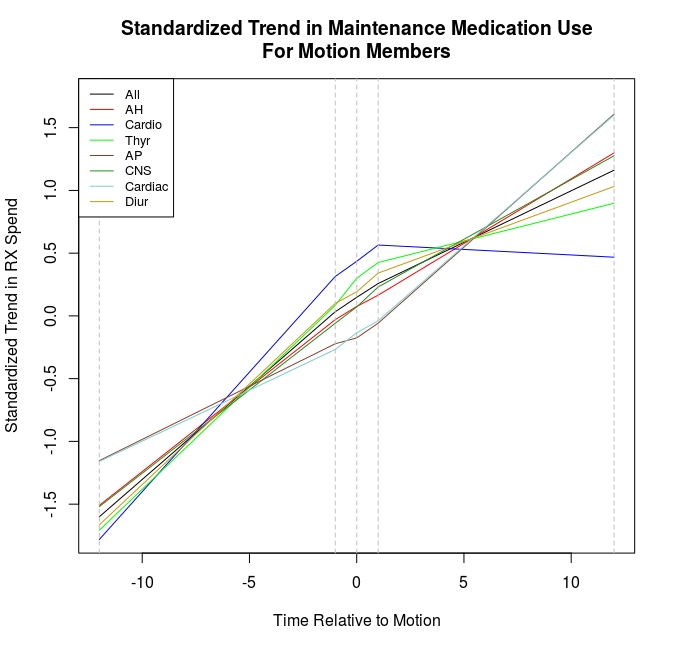 Standardized Trend in Maintenance Medication Use
For Motion Members
All
AH
Cardio
Thyr
AP
CNS
Cardiac
Diur
Standardized Trend in RX Spend
1.5
1.0
0.5
0.0
-0.5
-1.0
-1.5
-10 -5 0 5 10
Time Relative to Motion